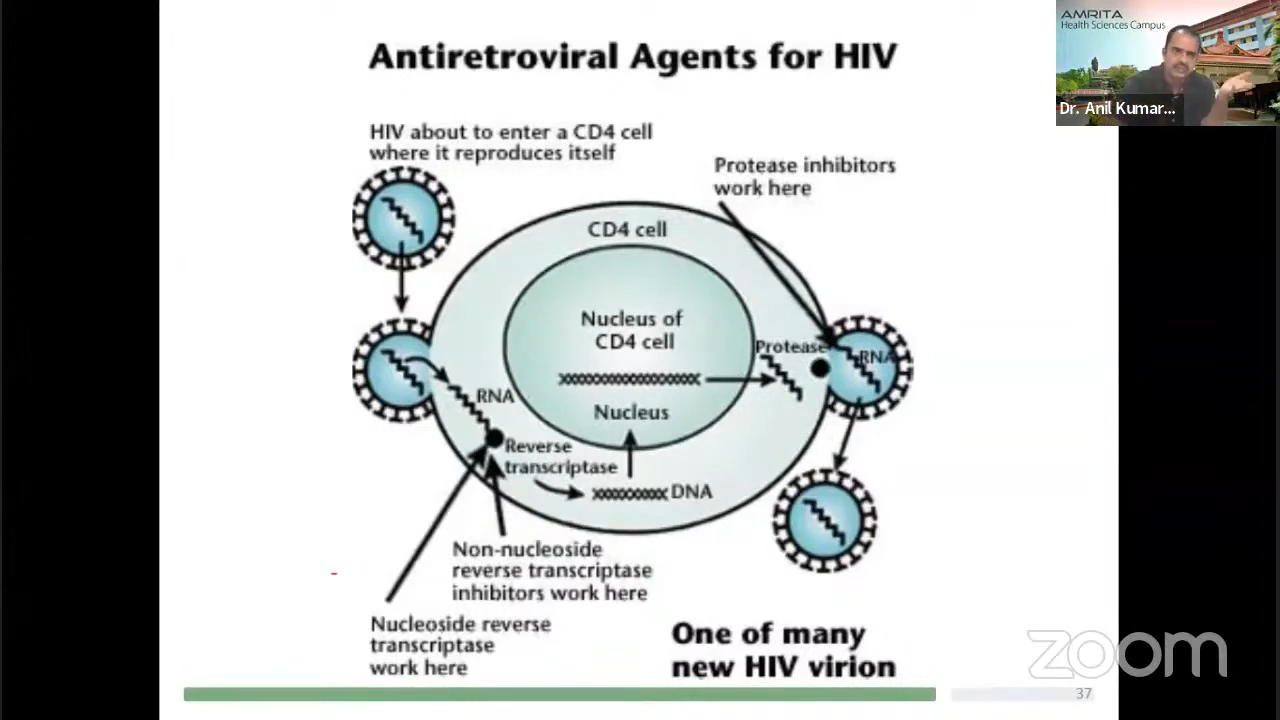 Antiretroviral Agents for HIV
AMRITA
Health Sciences Campus
Dr. Anil Kumar...
HIV about to enter a CD4 cell
where it reproduces itself
Protease inhibitors
work here
CD4 cell
Nucleus of
CD4 cell
Protease
RNA
RNA
Nucleus
Reverse
transcriptase
DNA
Non-nucleoside
reverse transcriptase
inhibitors work here
Nucleoside reverse
transcriptase
work here
One of many
new HIV virion
zoom
37